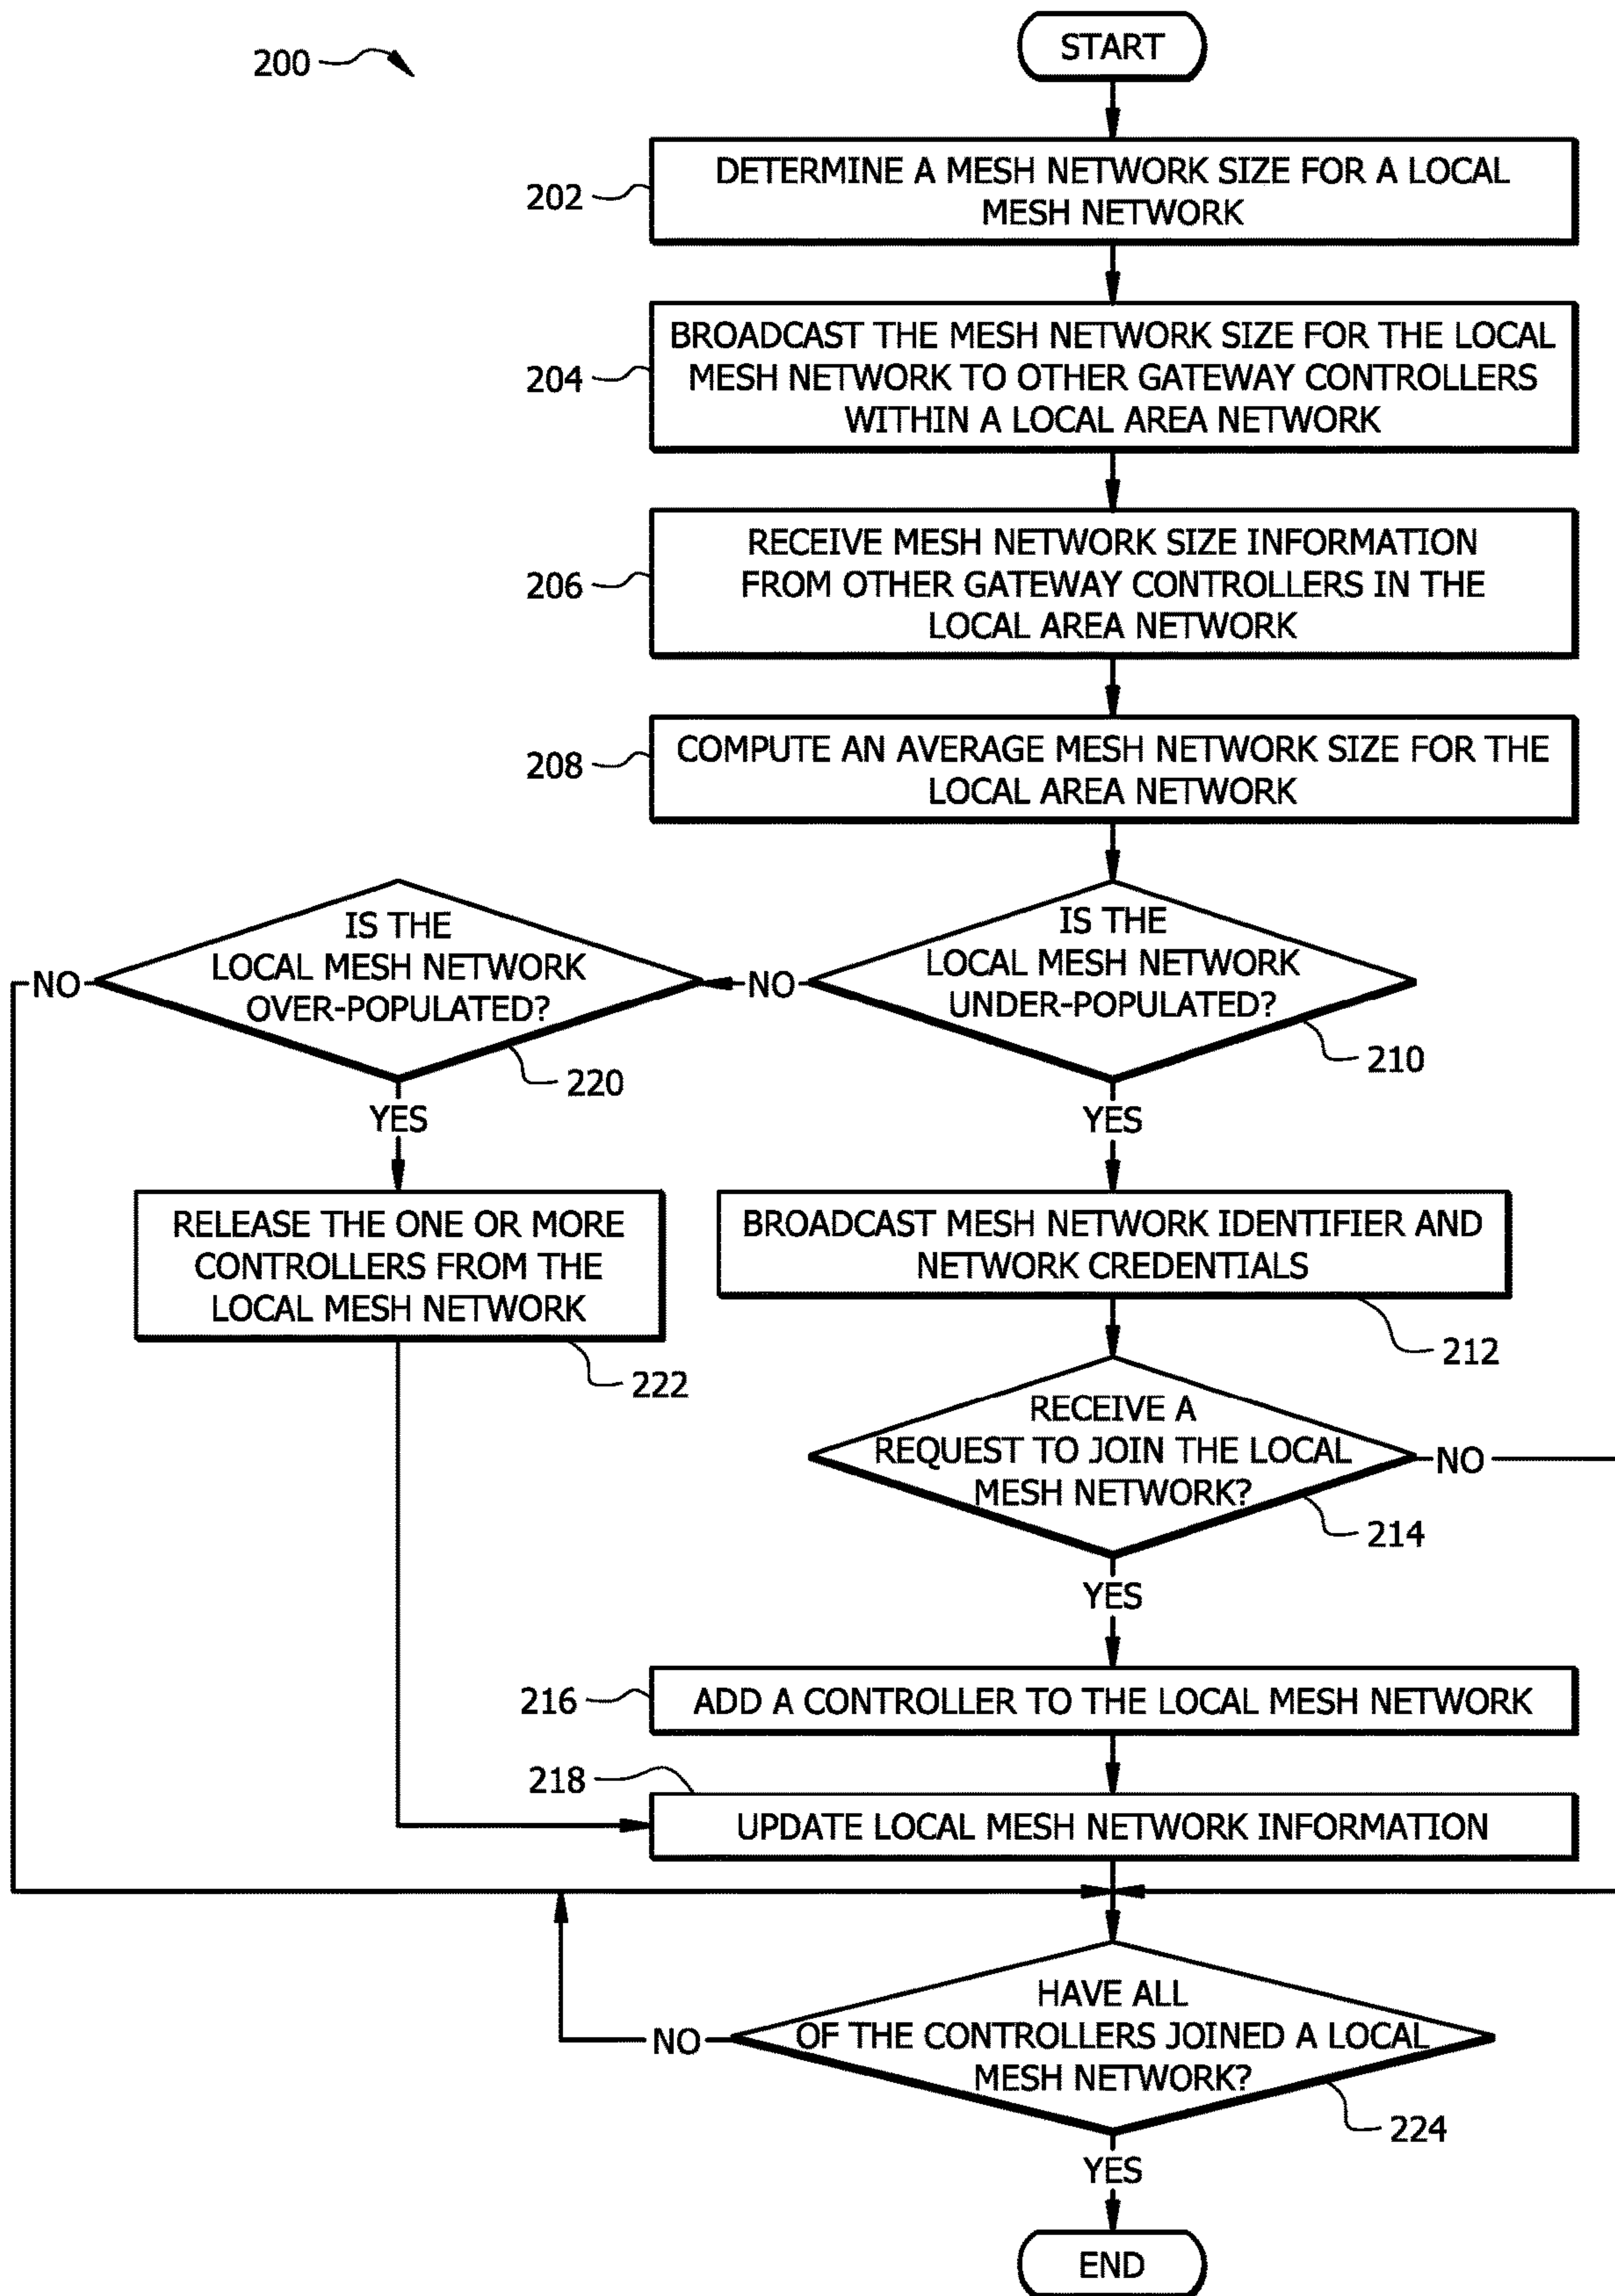 200
START
202
DETERMINE A MESH NETWORK SIZE FOR A LOCAL
MESH NETWORK
204
BROADCAST THE MESH NETWORK SIZE FOR THE LOCAL
MESH NETWORK TO OTHER GATEWAY CONTROLLERS
WITHIN A LOCAL AREA NETWORK
206
RECEIVE MESH NETWORK SIZE INFORMATION
FROM OTHER GATEWAY CONTROLLERS IN THE
LOCAL AREA NETWORK
208
COMPUTE AN AVERAGE MESH NETWORK SIZE FOR THE
LOCAL AREA NETWORK
IS THE
LOCAL MESH NETWORK
UNDER-POPULATED?
210
NO
YES
IS THE
LOCAL MESH NETWORK
OVER-POPULATED?
220
NO
YES
RELEASE THE ONE OR MORE
CONTROLLERS FROM THE
LOCAL MESH NETWORK
222
BROADCAST MESH NETWORK IDENTIFIER AND
NETWORK CREDENTIALS
212
RECEIVE A
REQUEST TO JOIN THE LOCAL
MESH NETWORK?
214
NO
YES
216
ADD A CONTROLLER TO THE LOCAL MESH NETWORK
218
UPDATE LOCAL MESH NETWORK INFORMATION
HAVE ALL
OF THE CONTROLLERS JOINED A LOCAL
MESH NETWORK?
224
NO
YES
END